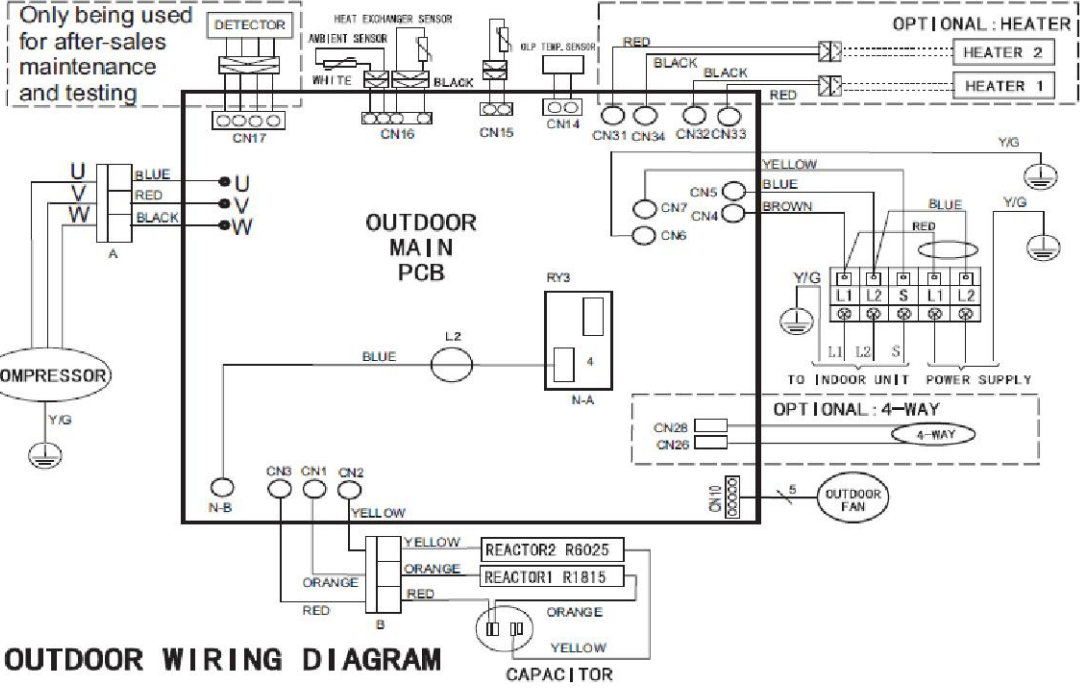 Only being used
for after-sales
maintenance
and testing
DETECTOR
CN17
HEAT EXCHANGER SENSOR
AMBIENT SENSOR
WHITE
BLACK
CN16
CN15
OLP TEMP.SENSOR
CN14
OPTIONAL:HEATER
RED
BLACK
HEATER 2
BLACK
RED
HEATER 1
CN31
CN34
CN32
CN33
Y/G
U
V
W
BLUE
RED
BLACK
U
V
W
A
OUTDOOR
MAIN
PCB
YELLOW
CN5
BLUE
CN7
CN4
BROWN
CN6
BLUE
Y/G
RED
Y/G
L1 L2 S L1 L2
L1 L2 S
TO INDOOR UNIT
POWER SUPPLY
RY3
4
N-A
L2
BLUE
OMPRESSOR
Y/G
OPTIONAL:4-WAY
CN28
CN26
4-WAY
N-B
CN3
CN1
CN2
YELLOW
CN10
5
OUTDOOR
FAN
YELLOW
REACTOR2 R6025
ORANGE
REACTOR1 R1815
ORANGE
RED
RED
B
ORANGE
YELLOW
CAPACITOR
OUTDOOR WIRING DIAGRAM